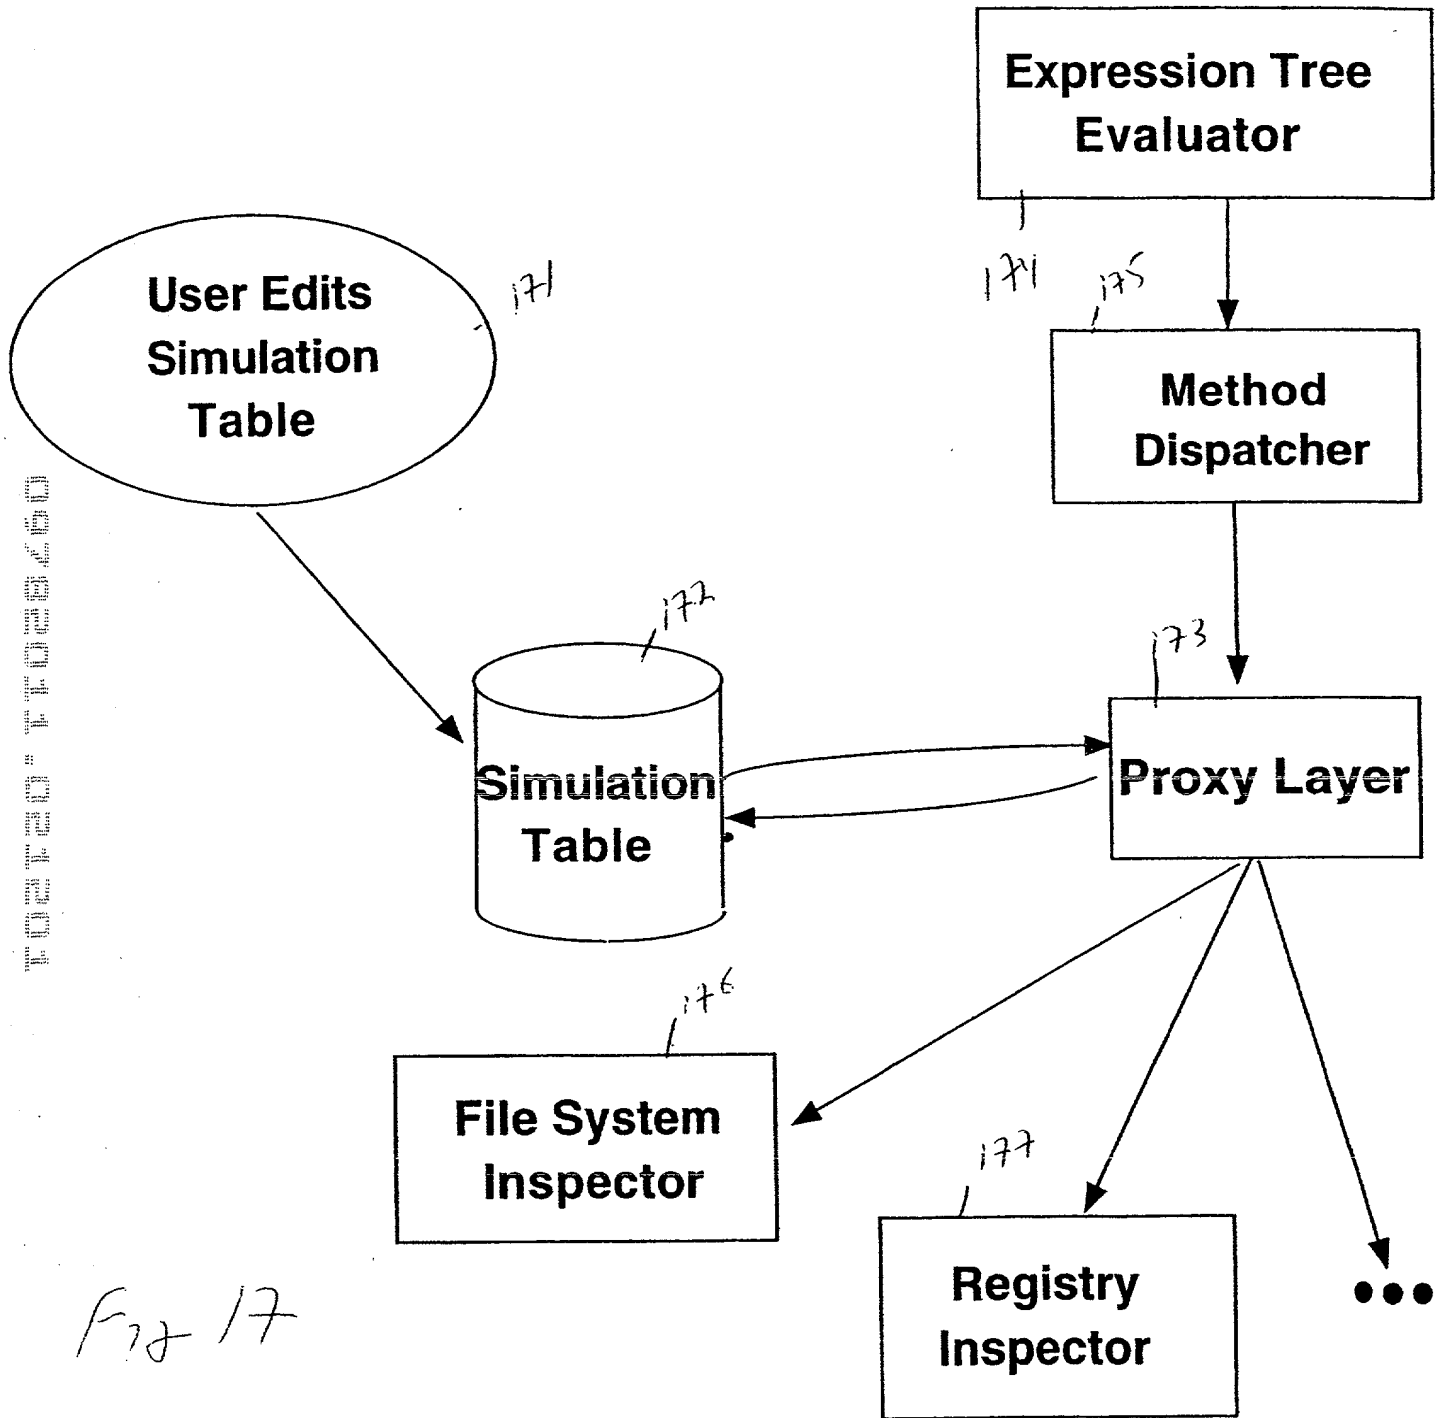 Expression Tree
Evaluator
174
175
User Edits
Simulation
Table
171
Method
Dispatcher
172
173
Simulation
Table
Proxy Layer
176
File System
Inspector
177
Registry
Inspector
•••
Fig 17